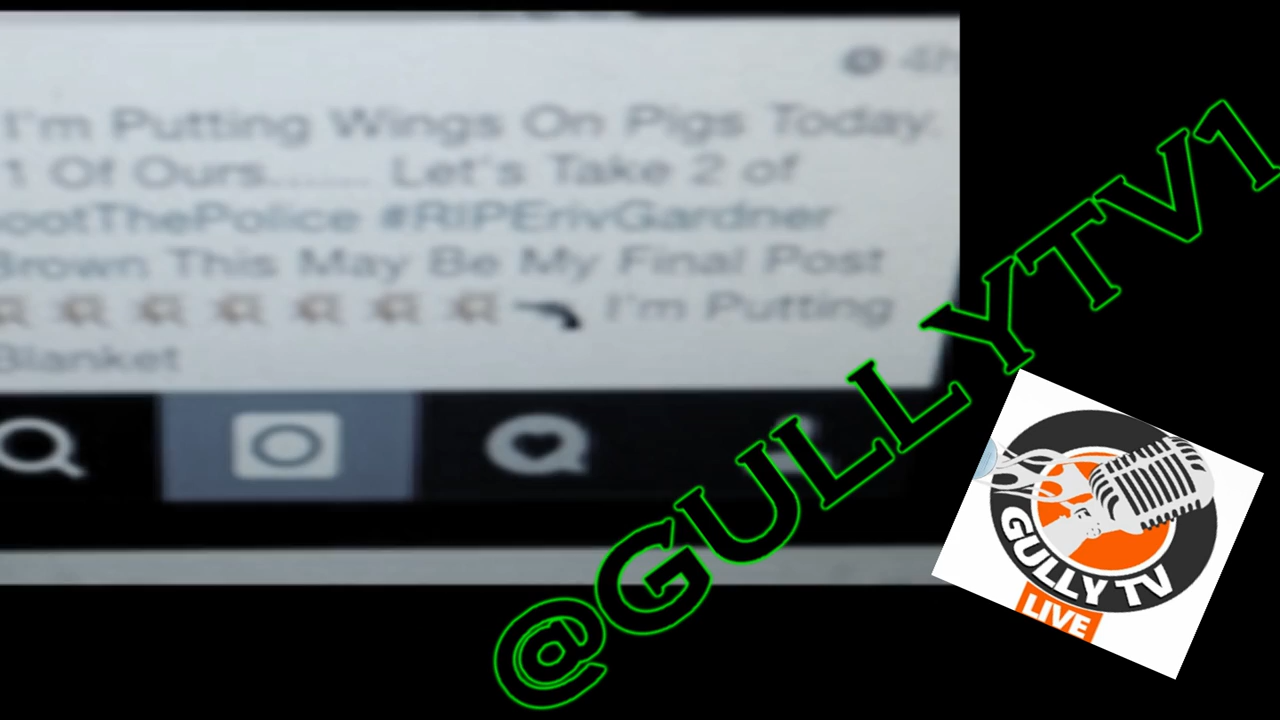 4h
I'm Putting Wings On Pigs Today.
1 Of Ours....... Let's Take 2 of
ootThePolice #RIPErivGardner
Brown This May Be My Final Post
I'm Putting
Blanket
@GULLYTV1
GULLY TV
LIVE